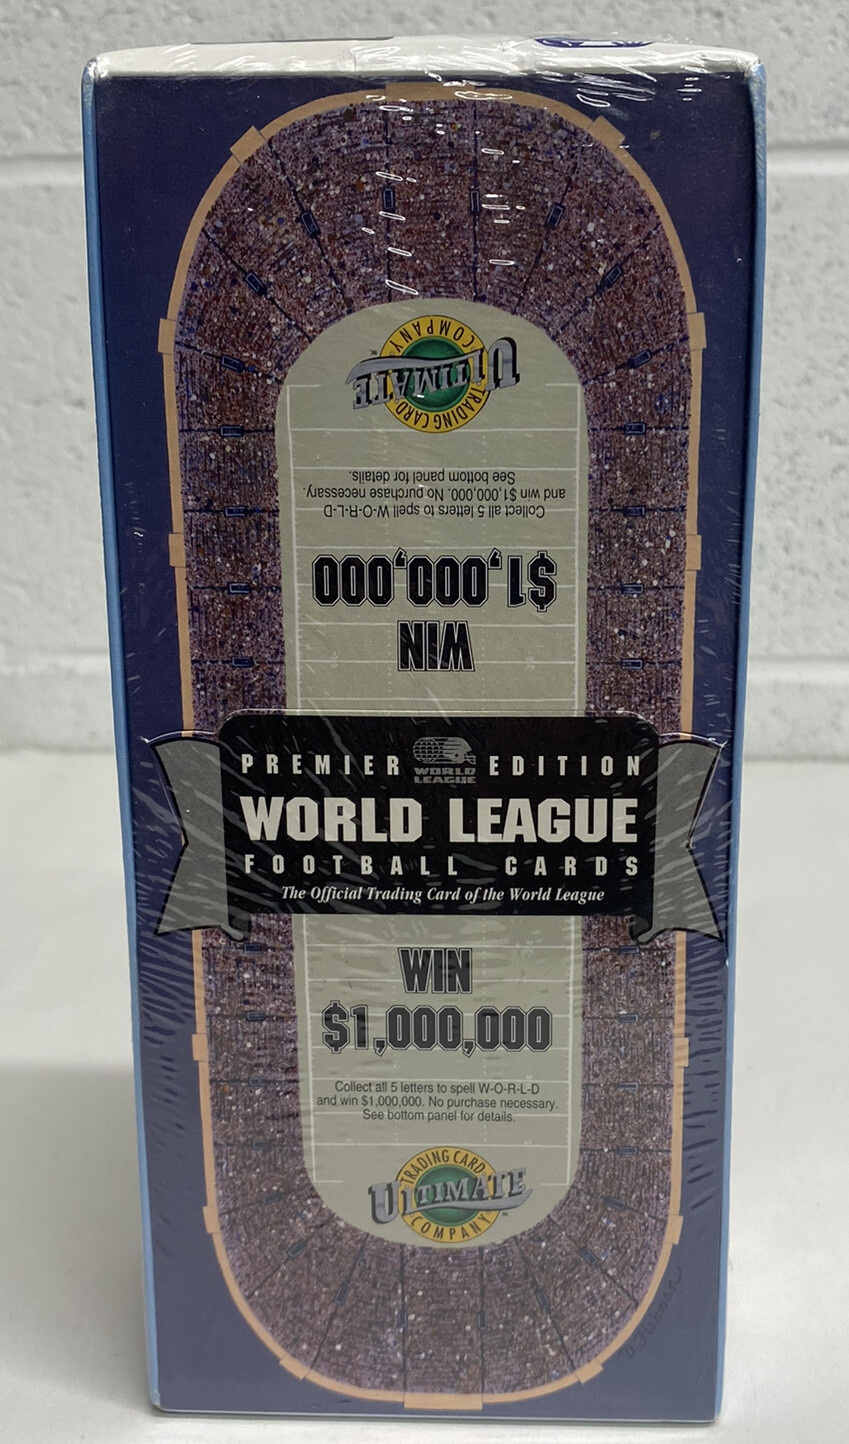 TRADING CARD
ULTIMATE
COMPANY
TM
Collect all 5 letters to spell W-O-R-L-D
and win $1,000,000. No purchase necessary.
See bottom panel for details.
$1,000,000
WIN
PREMIER WORLD LEAGUE EDITION
WORLD LEAGUE
FOOTBALL CARDS
The Official Trading Card of the World League
WIN
$1,000,000
Collect all 5 letters to spell W-O-R-L-D
and win $1,000,000. No purchase necessary.
See bottom panel for details.
TRADING CARD
ULTIMATE
COMPANY
TM